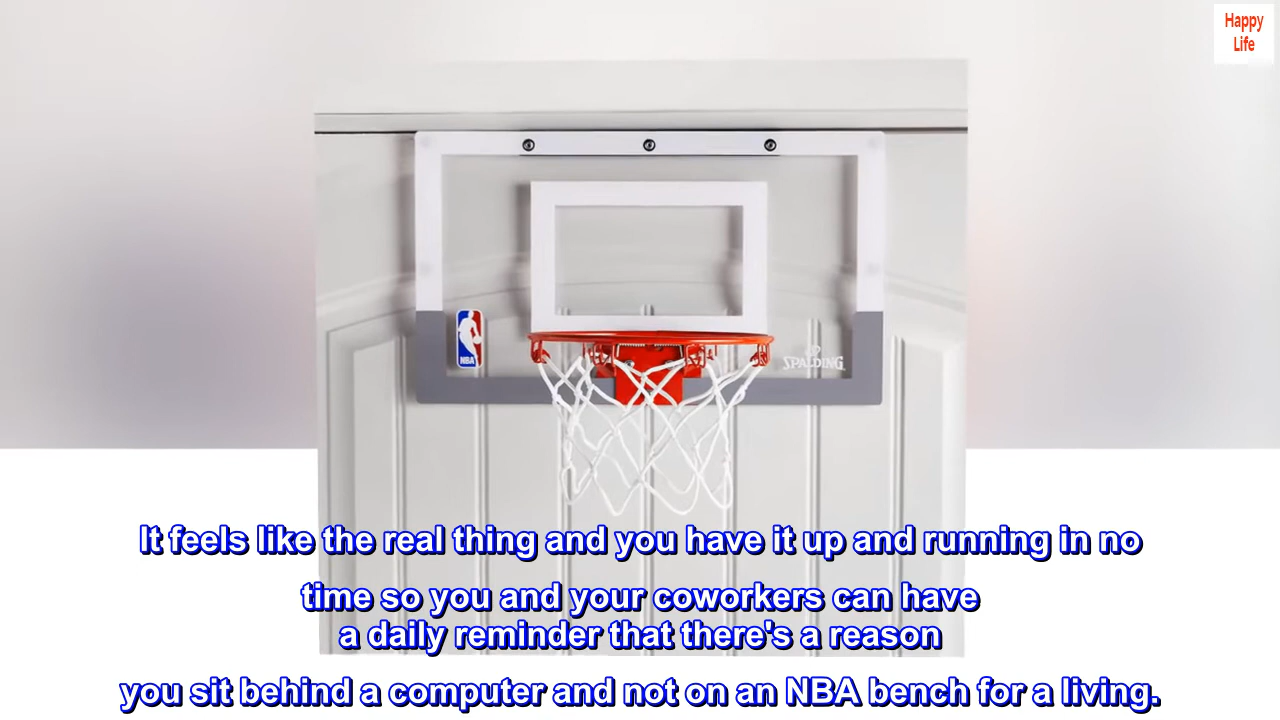 Happy
Life
NBA
SPALDING
It feels like the real thing and you have it up and running in no
time so you and your coworkers can have
a daily reminder that there's a reason
you sit behind a computer and not on an NBA bench for a living.